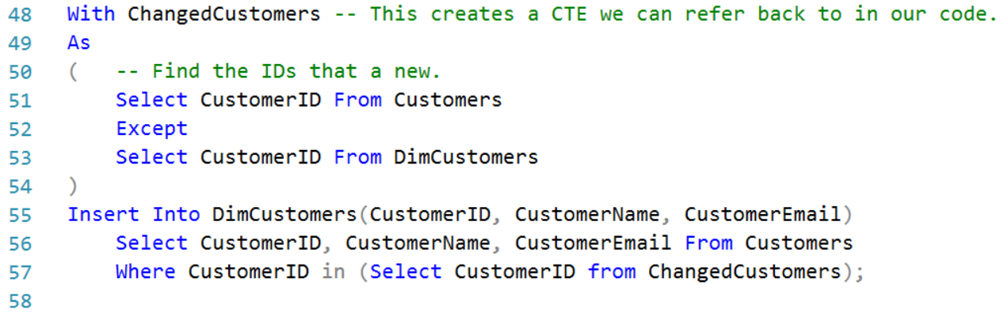 48 With ChangedCustomers -- This creates a CTE we can refer back to in our code.
49 As
50 ( -- Find the IDs that a new.
51 Select CustomerID From Customers
52 Except
53 Select CustomerID From DimCustomers
54 )
55 Insert Into DimCustomers(CustomerID, CustomerName, CustomerEmail)
56 Select CustomerID, CustomerName, CustomerEmail From Customers
57 Where CustomerID in (Select CustomerID from ChangedCustomers);
58